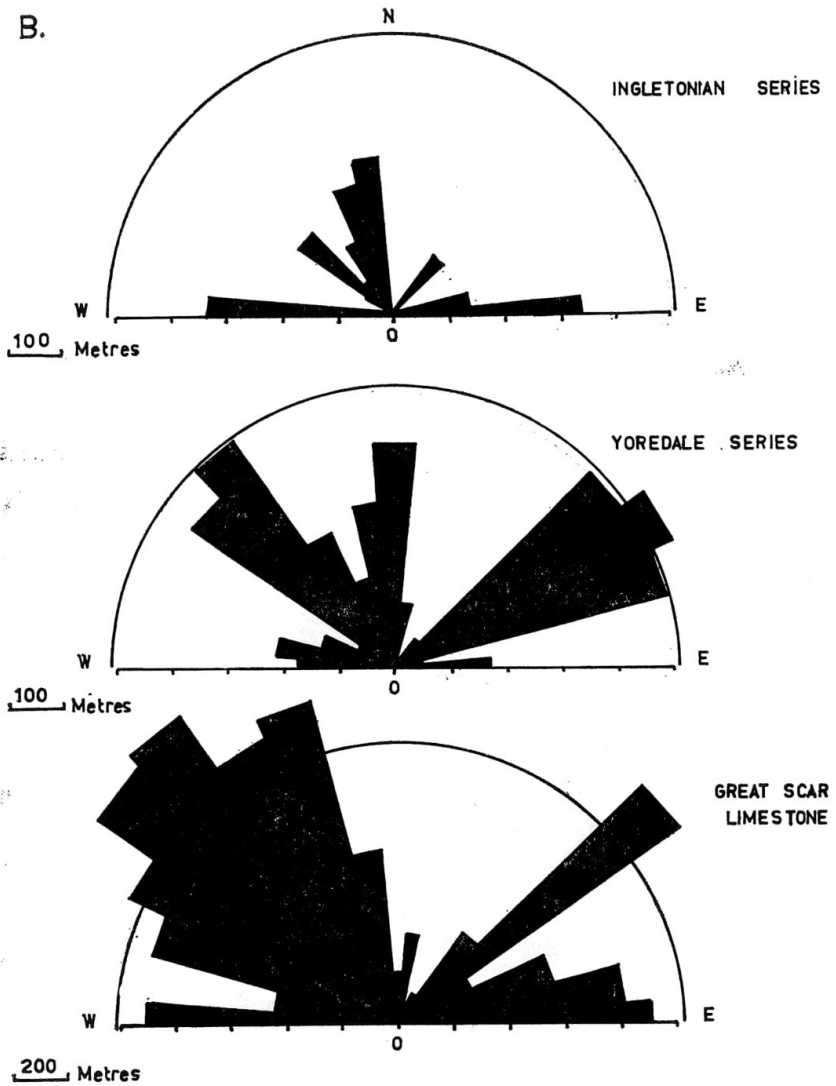 B.
N
INGLETONIAN SERIES
W
E
O
100 Metres
YOREDALE SERIES
W
E
O
100 Metres
GREAT SCAR
LIMESTONE
W
E
O
200 Metres